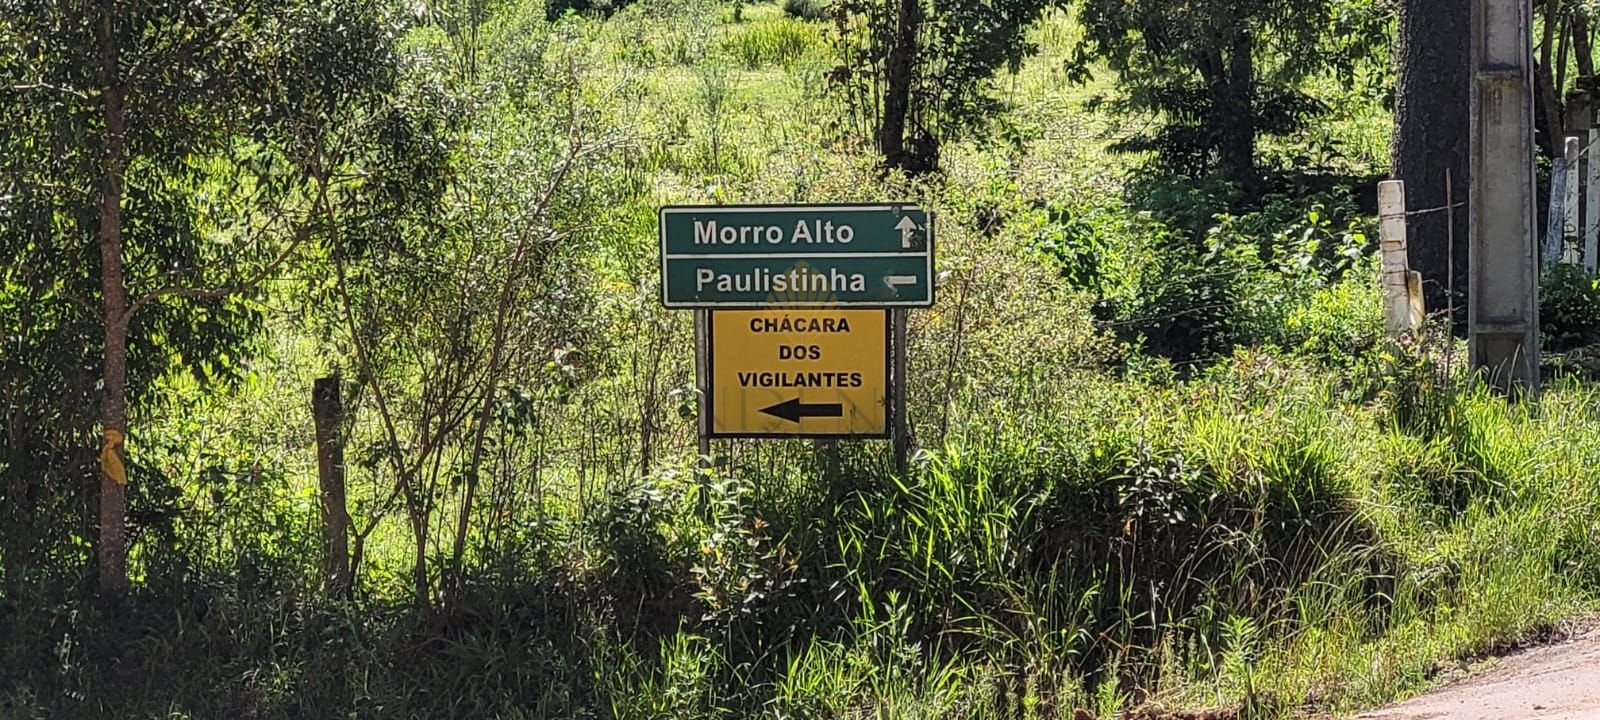 Morro Alto
Paulistinha
CHÁCARA
DOS
VIGILANTES